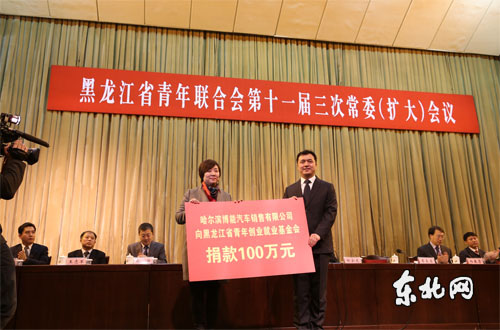 黑龙江省青年联合会第十一届三次常委(扩大)会议
哈尔滨博能汽车销售有限公司
向黑龙江省青年创业就业基金会
捐款100万元
东北网